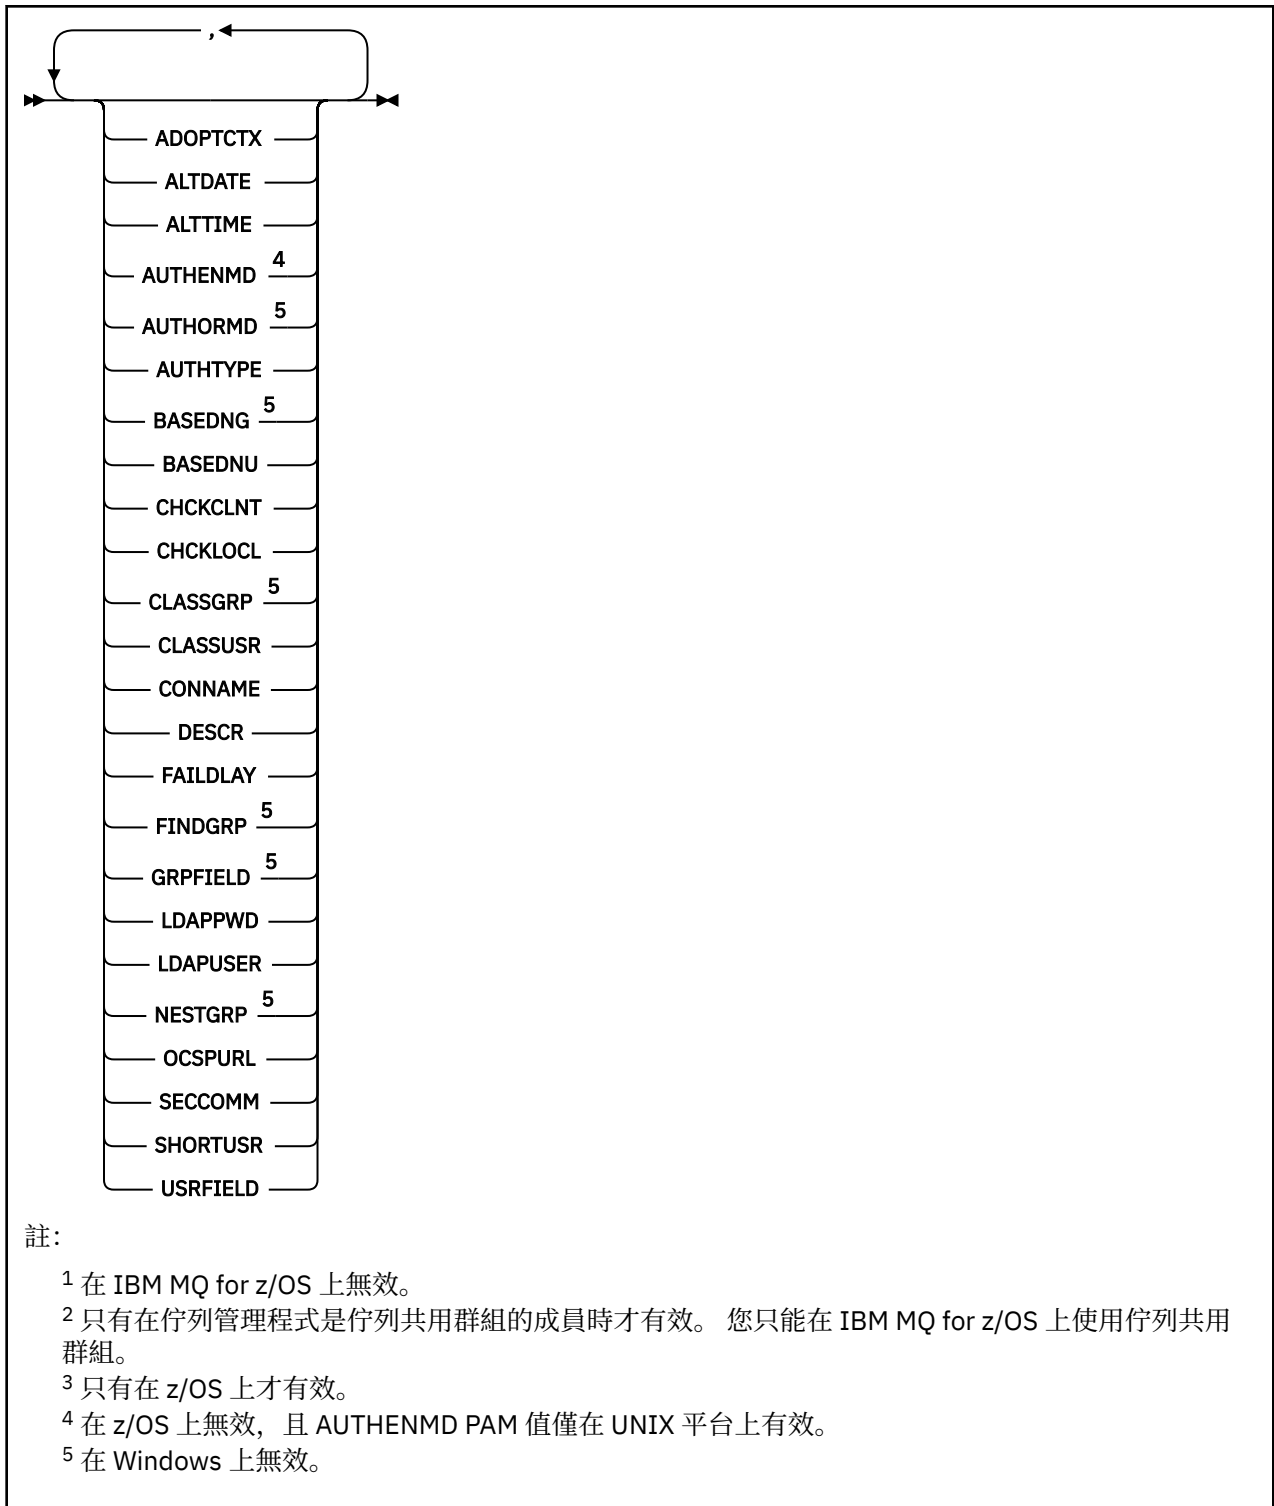 ,
ADOPTCTX
ALTDATE
ALTTIME
AUTHENMD 4
AUTHORMD 5
AUTHTYPE
BASEDNG 5
BASEDNU
CHCKCLNT
CHCKLOCL
CLASSGRP 5
CLASSUSR
CONNAME
DESCR
FAILDLAY
FINDGRP 5
GRPFIELD 5
LDAPPWD
LDAPUSER
NESTGRP 5
OCSPURL
SECCOMM
SHORTUSR
USRFIELD
註：
1 在 IBM MQ for z/OS 上無效。
2 只有在佇列管理程式是佇列共用群組的成員時才有效。 您只能在 IBM MQ for z/OS 上使用佇列共用
群組。
3 只有在 z/OS 上才有效。
4 在 z/OS 上無效，且 AUTHENMD PAM 值僅在 UNIX 平台上有效。
5 在 Windows 上無效。